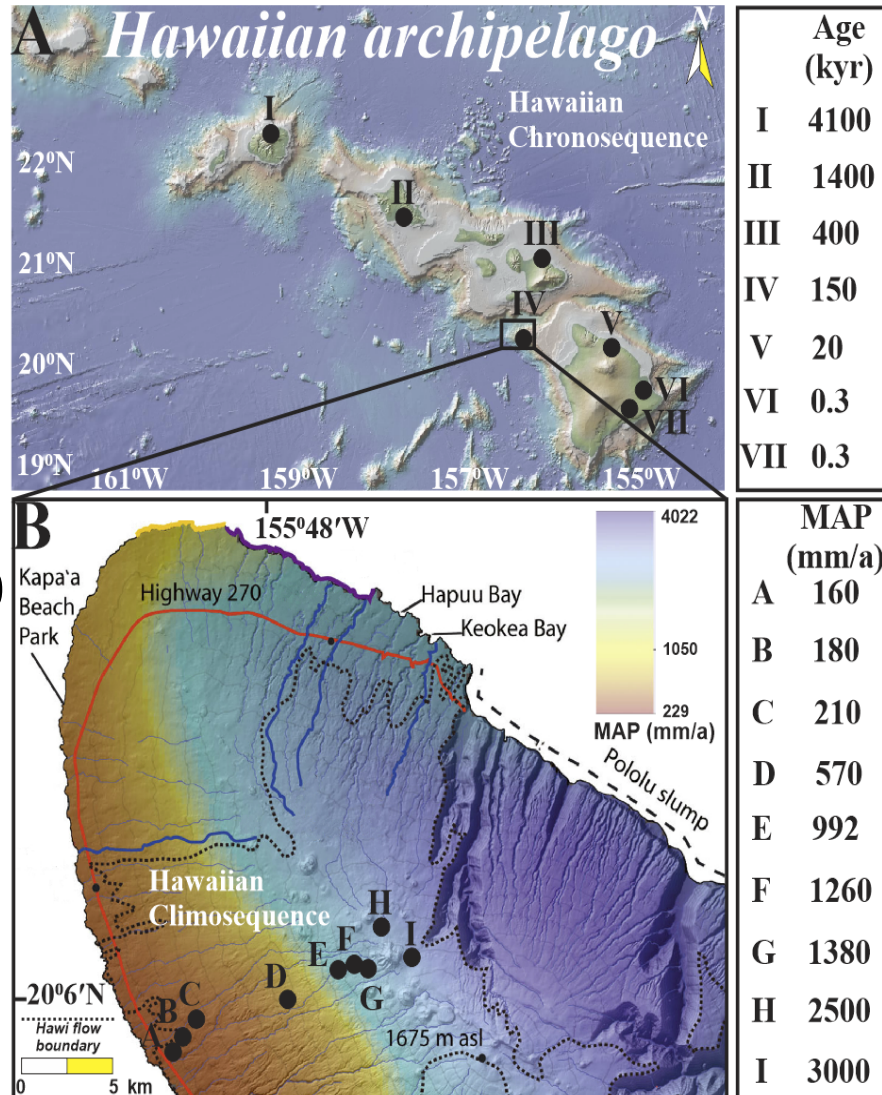 A Hawaiian archipelago
N
Hawaiian
Chronosequence
I
II
III
IV
V
VI
VII
22⁰N
21⁰N
20⁰N
19⁰N
161⁰W
159⁰W
157⁰W
155⁰W
Age
(kyr)
I 4100
II 1400
III 400
IV 150
V 20
VI 0.3
VII 0.3
B
155⁰48′W
Kapa‘a
Beach
Park
Highway 270
Hapuu Bay
Keokea Bay
4022
1050
229
MAP (mm/a)
Pololu slump
Hawaiian
Climosequence
H
I
F
E
G
D
C
B
A
20⁰6′N
1675 m asl
Hawi flow
boundary
0 5 km
MAP
(mm/a)
A 160
B 180
C 210
D 570
E 992
F 1260
G 1380
H 2500
I 3000